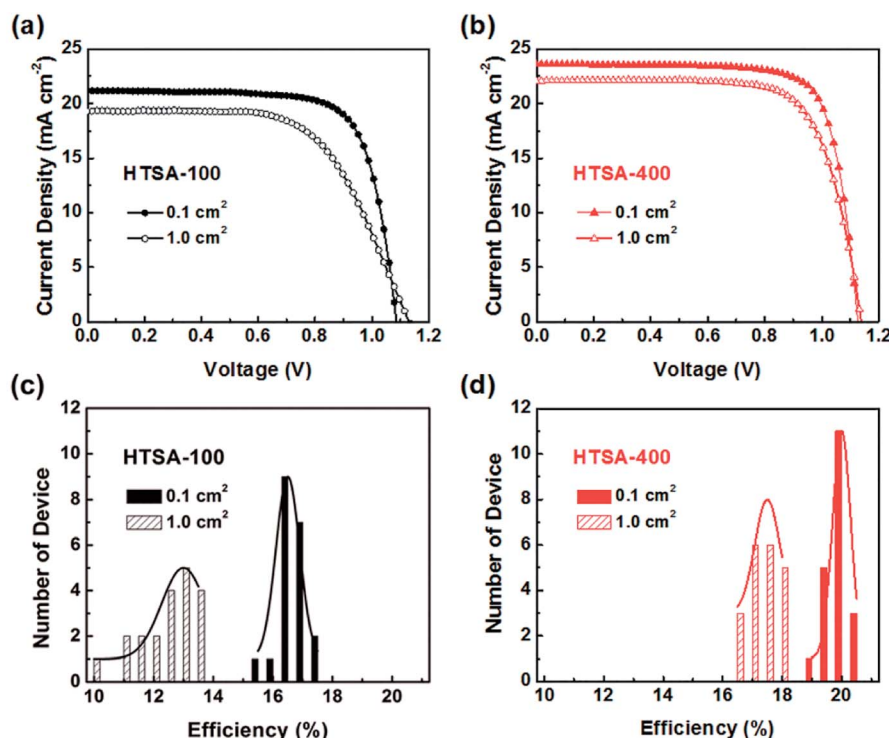 (a)
25
20
15
10
5
0
0.0 0.2 0.4 0.6 0.8 1.0 1.2
Current Density (mA cm⁻²)
Voltage (V)
HTSA-100
0.1 cm²
1.0 cm²
(b)
25
20
15
10
5
0
0.0 0.2 0.4 0.6 0.8 1.0 1.2
Current Density (mA cm⁻²)
Voltage (V)
HTSA-400
0.1 cm²
1.0 cm²
(c)
12
10
8
6
4
2
0
10 12 14 16 18 20
Number of Device
Efficiency (%)
HTSA-100
0.1 cm²
1.0 cm²
(d)
12
10
8
6
4
2
0
10 12 14 16 18 20
Number of Device
Efficiency (%)
HTSA-400
0.1 cm²
1.0 cm²